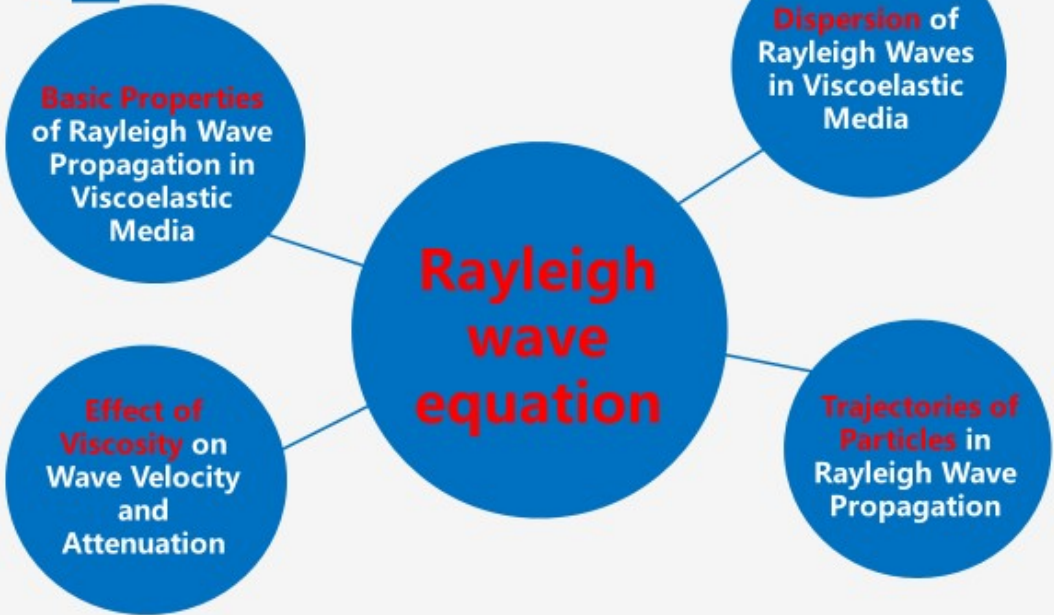 Basic Properties
of Rayleigh Wave
Propagation in
Viscoelastic
Media
Dispersion of
Rayleigh Waves
in Viscoelastic
Media
Rayleigh
wave
equation
Effect of
Viscosity on
Wave Velocity
and
Attenuation
Trajectories of
Particles in
Rayleigh Wave
Propagation